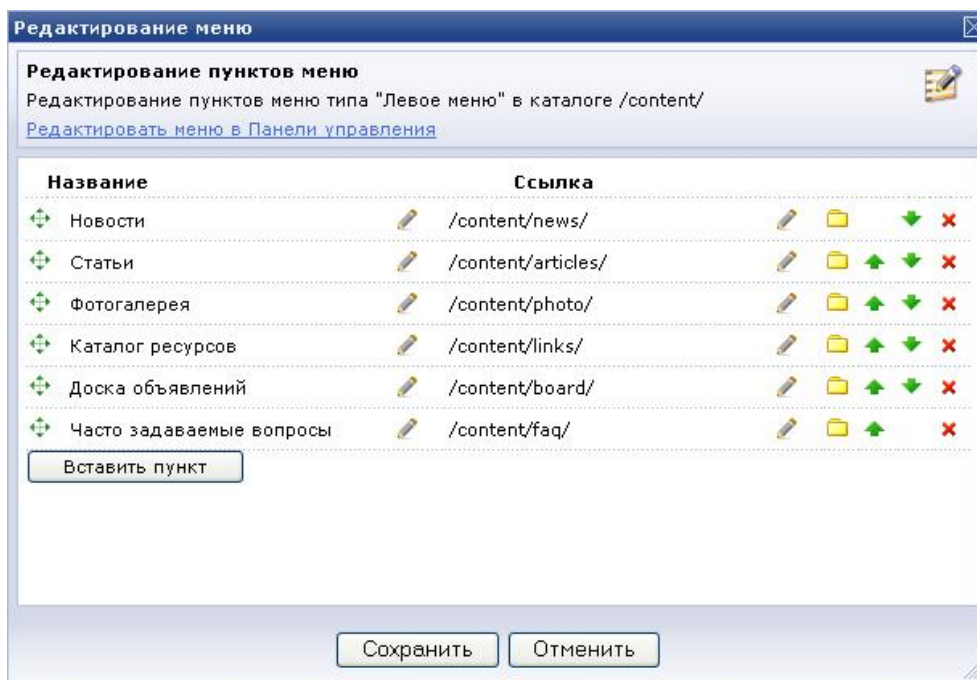 Редактирование меню
Редактирование пунктов меню
Редактирование пунктов меню типа "Левое меню" в каталоге /content/
Редактировать меню в Панели управления
Название Ссылка
Новости /content/news/
Статьи /content/articles/
Фотогалерея /content/photo/
Каталог ресурсов /content/links/
Доска объявлений /content/board/
Часто задаваемые вопросы /content/faq/
Вставить пункт
Сохранить Отменить